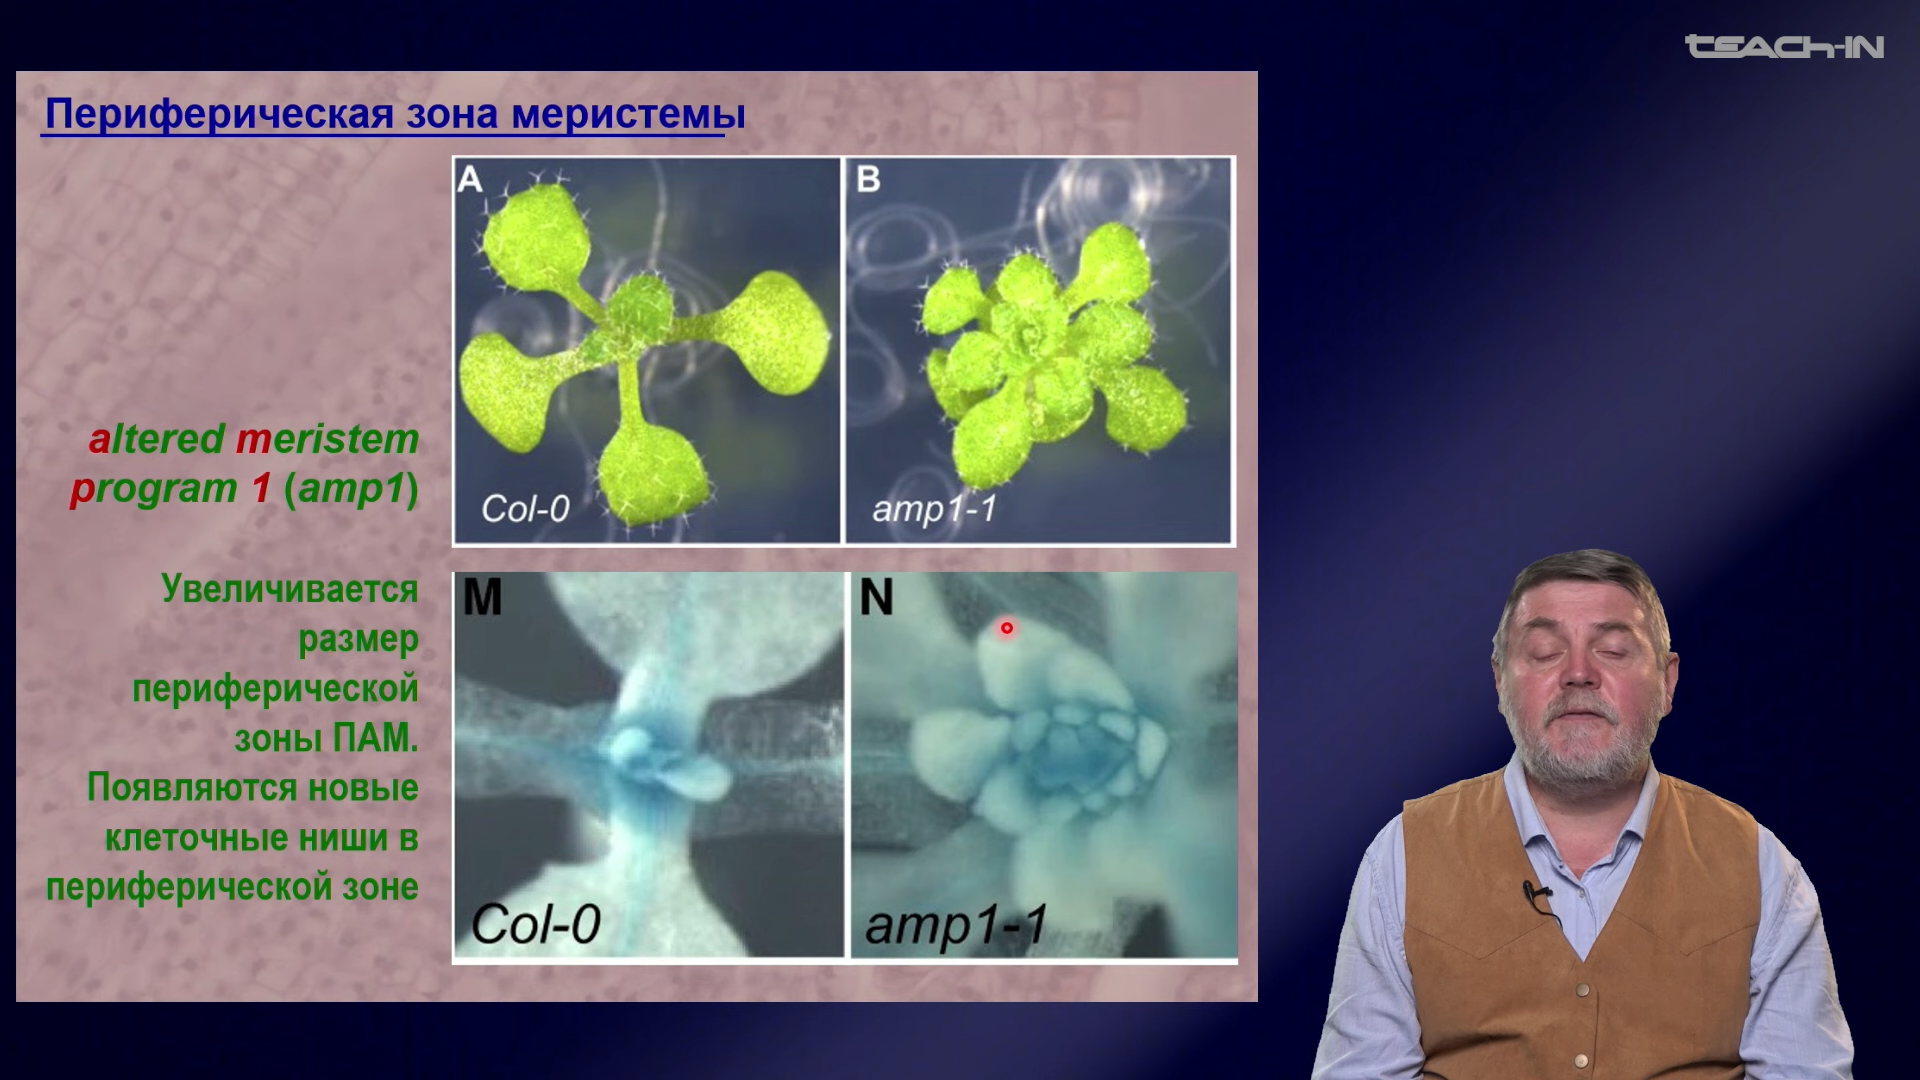 TEACH-IN
Периферическая зона меристемы
A
B
altered meristem
program 1 (amp1)
Col-0
amp1-1
Увеличивается
размер
периферической
зоны ПАМ.
Появляются новые
клеточные ниши в
периферической зоне
M
N
Col-0
amp1-1